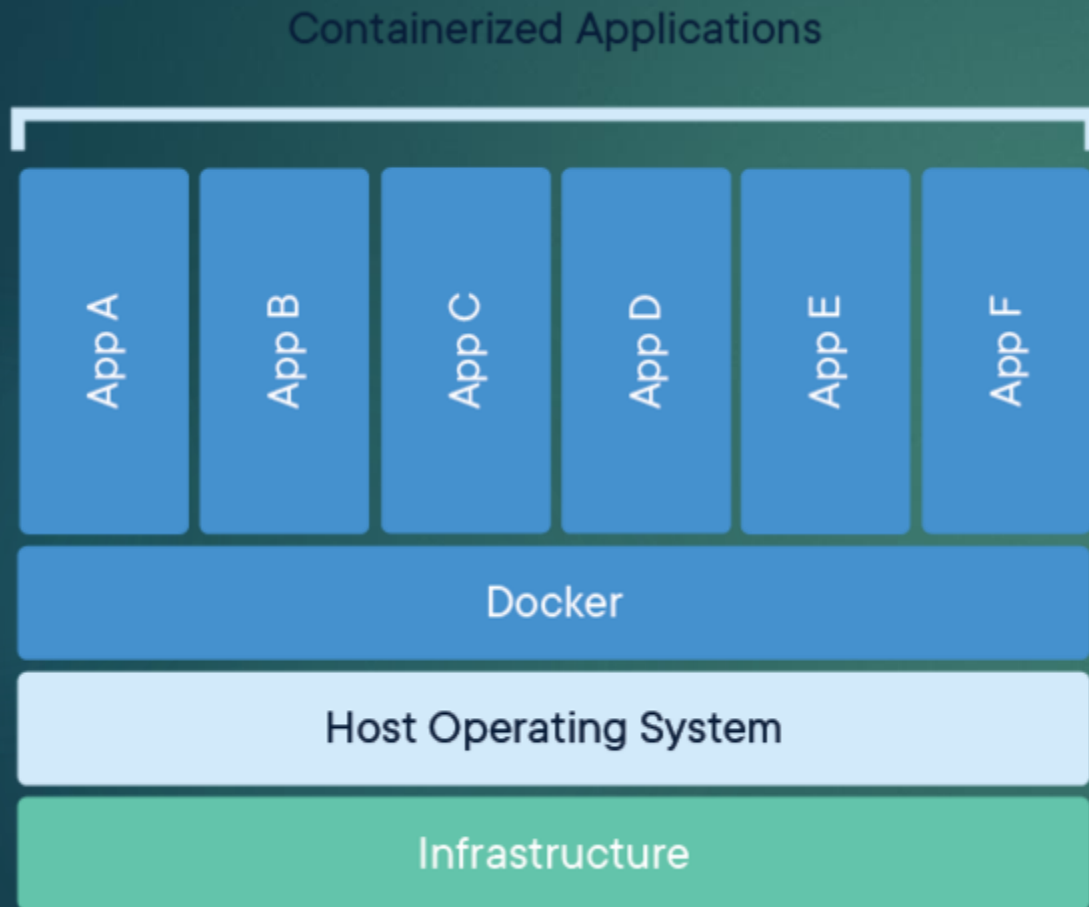 Containerized Applications
App A
App B
App C
App D
App E
App F
Docker
Host Operating System
Infrastructure